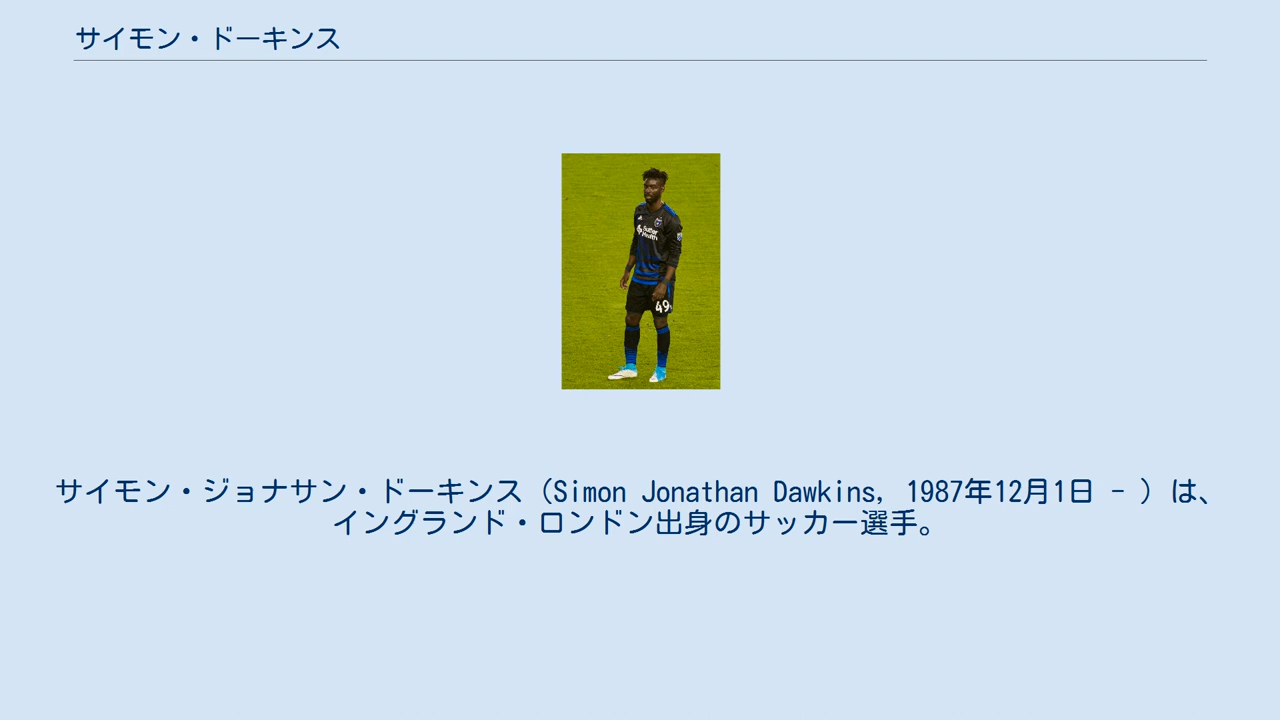 サイモン・ドーキンス
49
サイモン・ジョナサン・ドーキンス（Simon Jonathan Dawkins, 1987年12月1日 - ）は、
イングランド・ロンドン出身のサッカー選手。